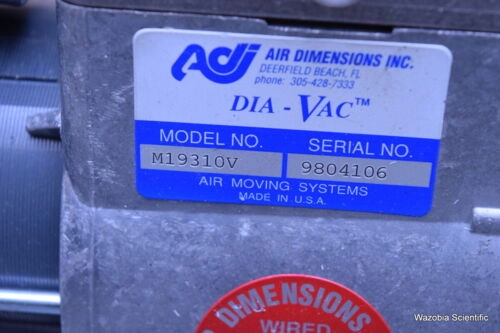 Adi AIR DIMENSIONS INC.
DEERFIELD BEACH, FL
phone: 305-428-7333
DIA - VAC™
MODEL NO. SERIAL NO.
M19310V 9804106
AIR MOVING SYSTEMS
MADE IN U.S.A.
DIMENSIONS
WIRED
Wazobia Scientific